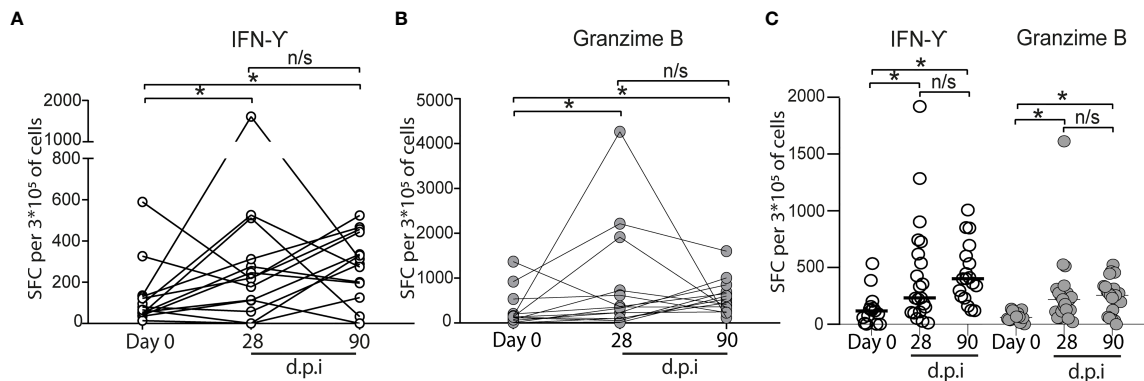 A
IFN-ϒ
n/s
*
*
SFC per 3*10⁵ of cells
2000
1000
800
600
400
200
0
Day 0
28
90
d.p.i
B
Granzime B
n/s
*
*
SFC per 3*10⁵ of cells
5000
4000
3000
2000
1000
0
Day 0
28
90
d.p.i
C
IFN-ϒ
Granzime B
*
*
n/s
*
*
n/s
SFC per 3*10⁵ of cells
2000
1500
1000
500
0
Day 0
28
90
Day 0
28
90
d.p.i
d.p.i